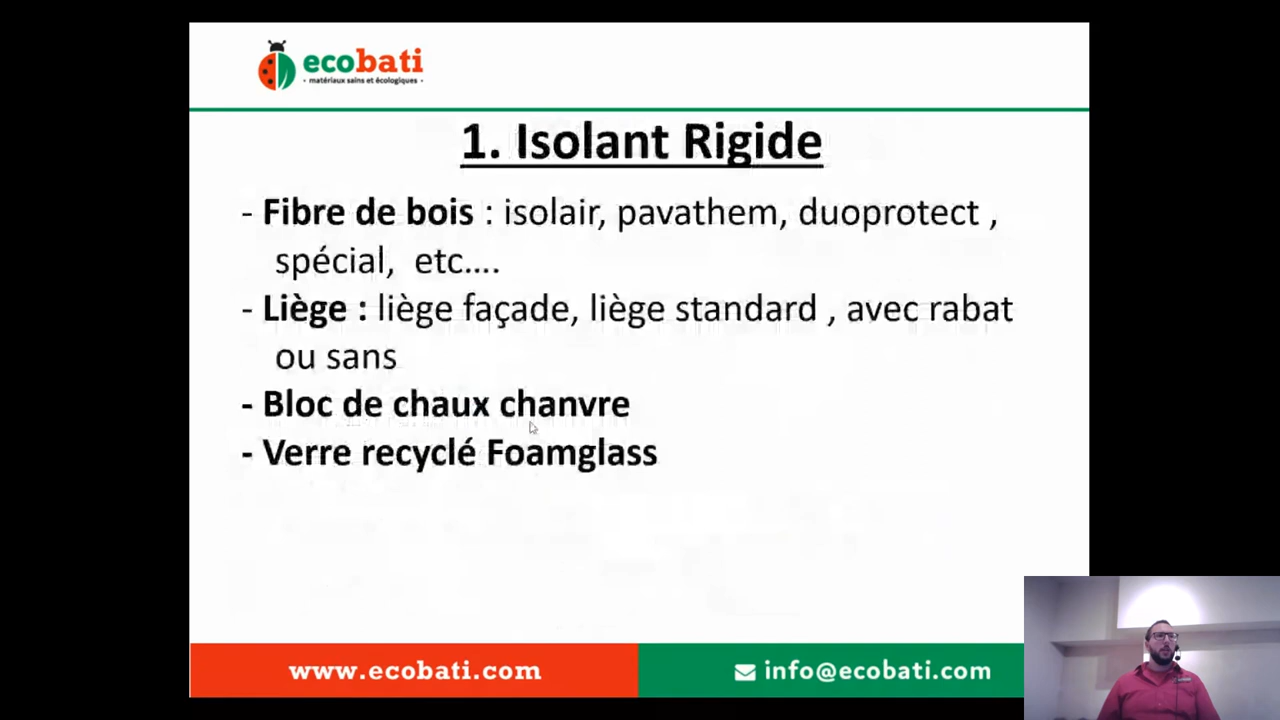 ecobati
· matériaux sains et écologiques ·
1. Isolant Rigide
- Fibre de bois : isolair, pavathem, duoprotect ,
spécial, etc....
- Liège : liège façade, liège standard , avec rabat
ou sans
- Bloc de chaux chanvre
- Verre recyclé Foamglass
www.ecobati.com
info@ecobati.com